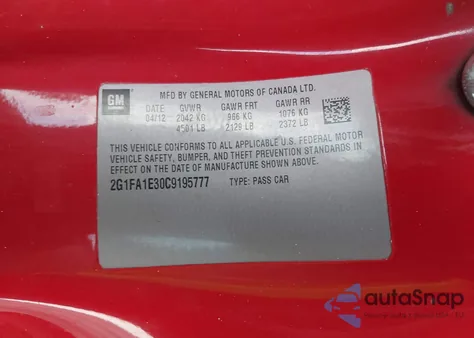 GM
MFD BY GENERAL MOTORS OF CANADA LTD.
DATE GVWR GAWR FRT GAWR RR
04/12 2042 KG 966 KG 1076 KG
4501 LB 2129 LB 2372 LB
THIS VEHICLE CONFORMS TO ALL APPLICABLE U.S. FEDERAL MOTOR
VEHICLE SAFETY, BUMPER, AND THEFT PREVENTION STANDARDS IN
EFFECT ON THE DATE OF MANUFACTURE SHOWN ABOVE.
2G1FA1E30C9195777 TYPE: PASS CAR
autoSnap